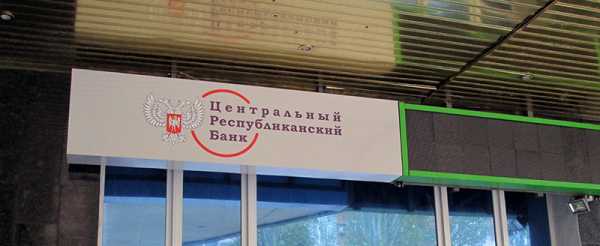 Центральный
Республиканский
Банк